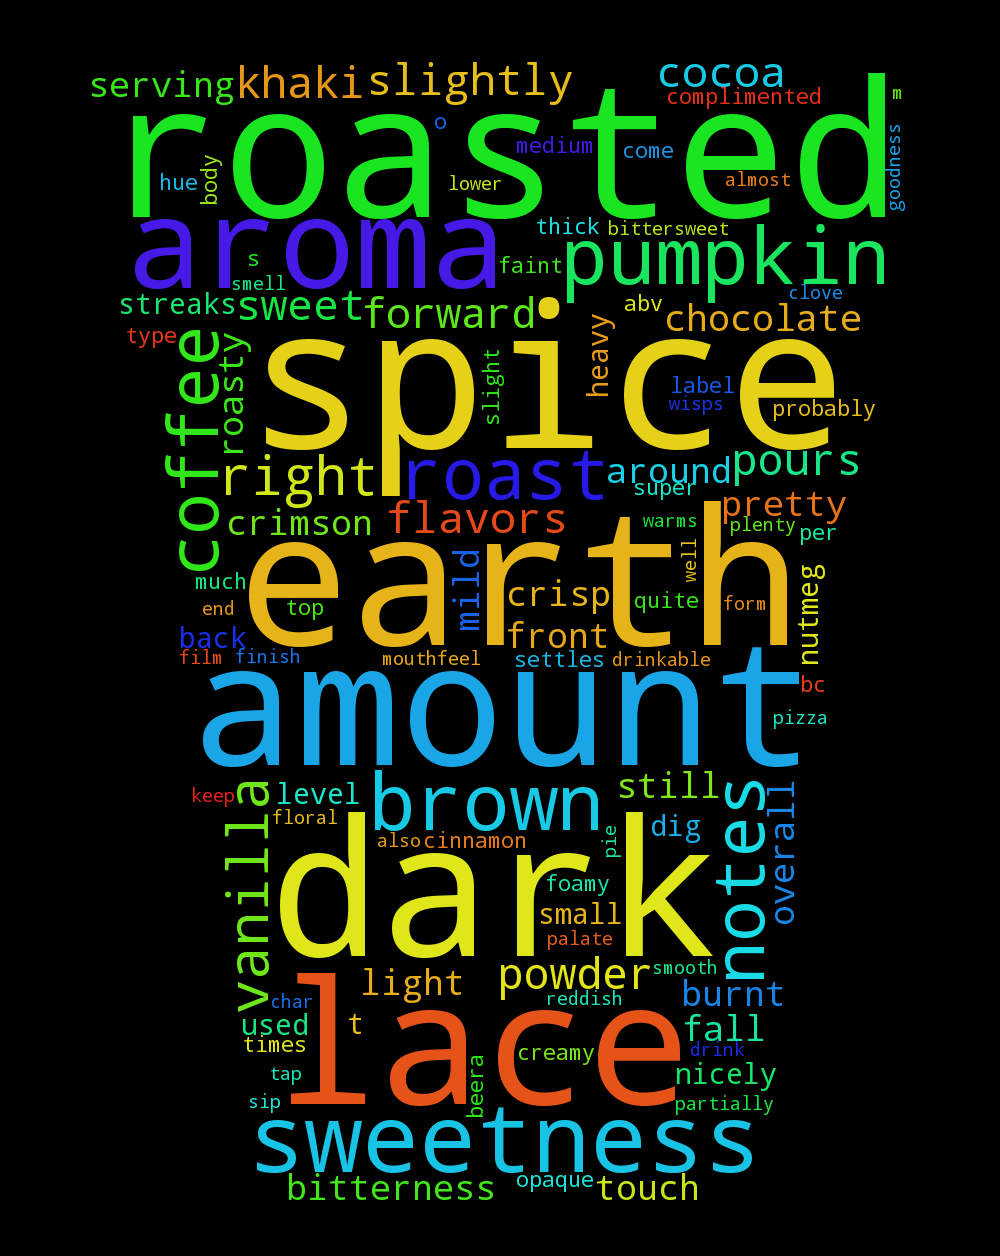 serving khaki slightly cocoa
complimented m
roasted
o medium come goodness
hue body lower almost
aroma thick bittersweet pumpkin
s faint
smell clove
streaks sweet forward abv chocolate
type coffee roasty spice slight heavy label
wisps probably
right roast around pours
super pretty
crimson flavors warms plenty per
earth mild well nutmeg
much crisp quite form
end top
back front
film finish mouthfeel settles drinkable
amount bc
pizza
keep vanilla level brown still notes overall
floral dig
also cinnamon pie
dark foamy
small
palate
light powder smooth
char reddish burnt
used t lace fall
times creamy drink
tap beera nicely
sip partially
sweetness
bitterness opaque touch